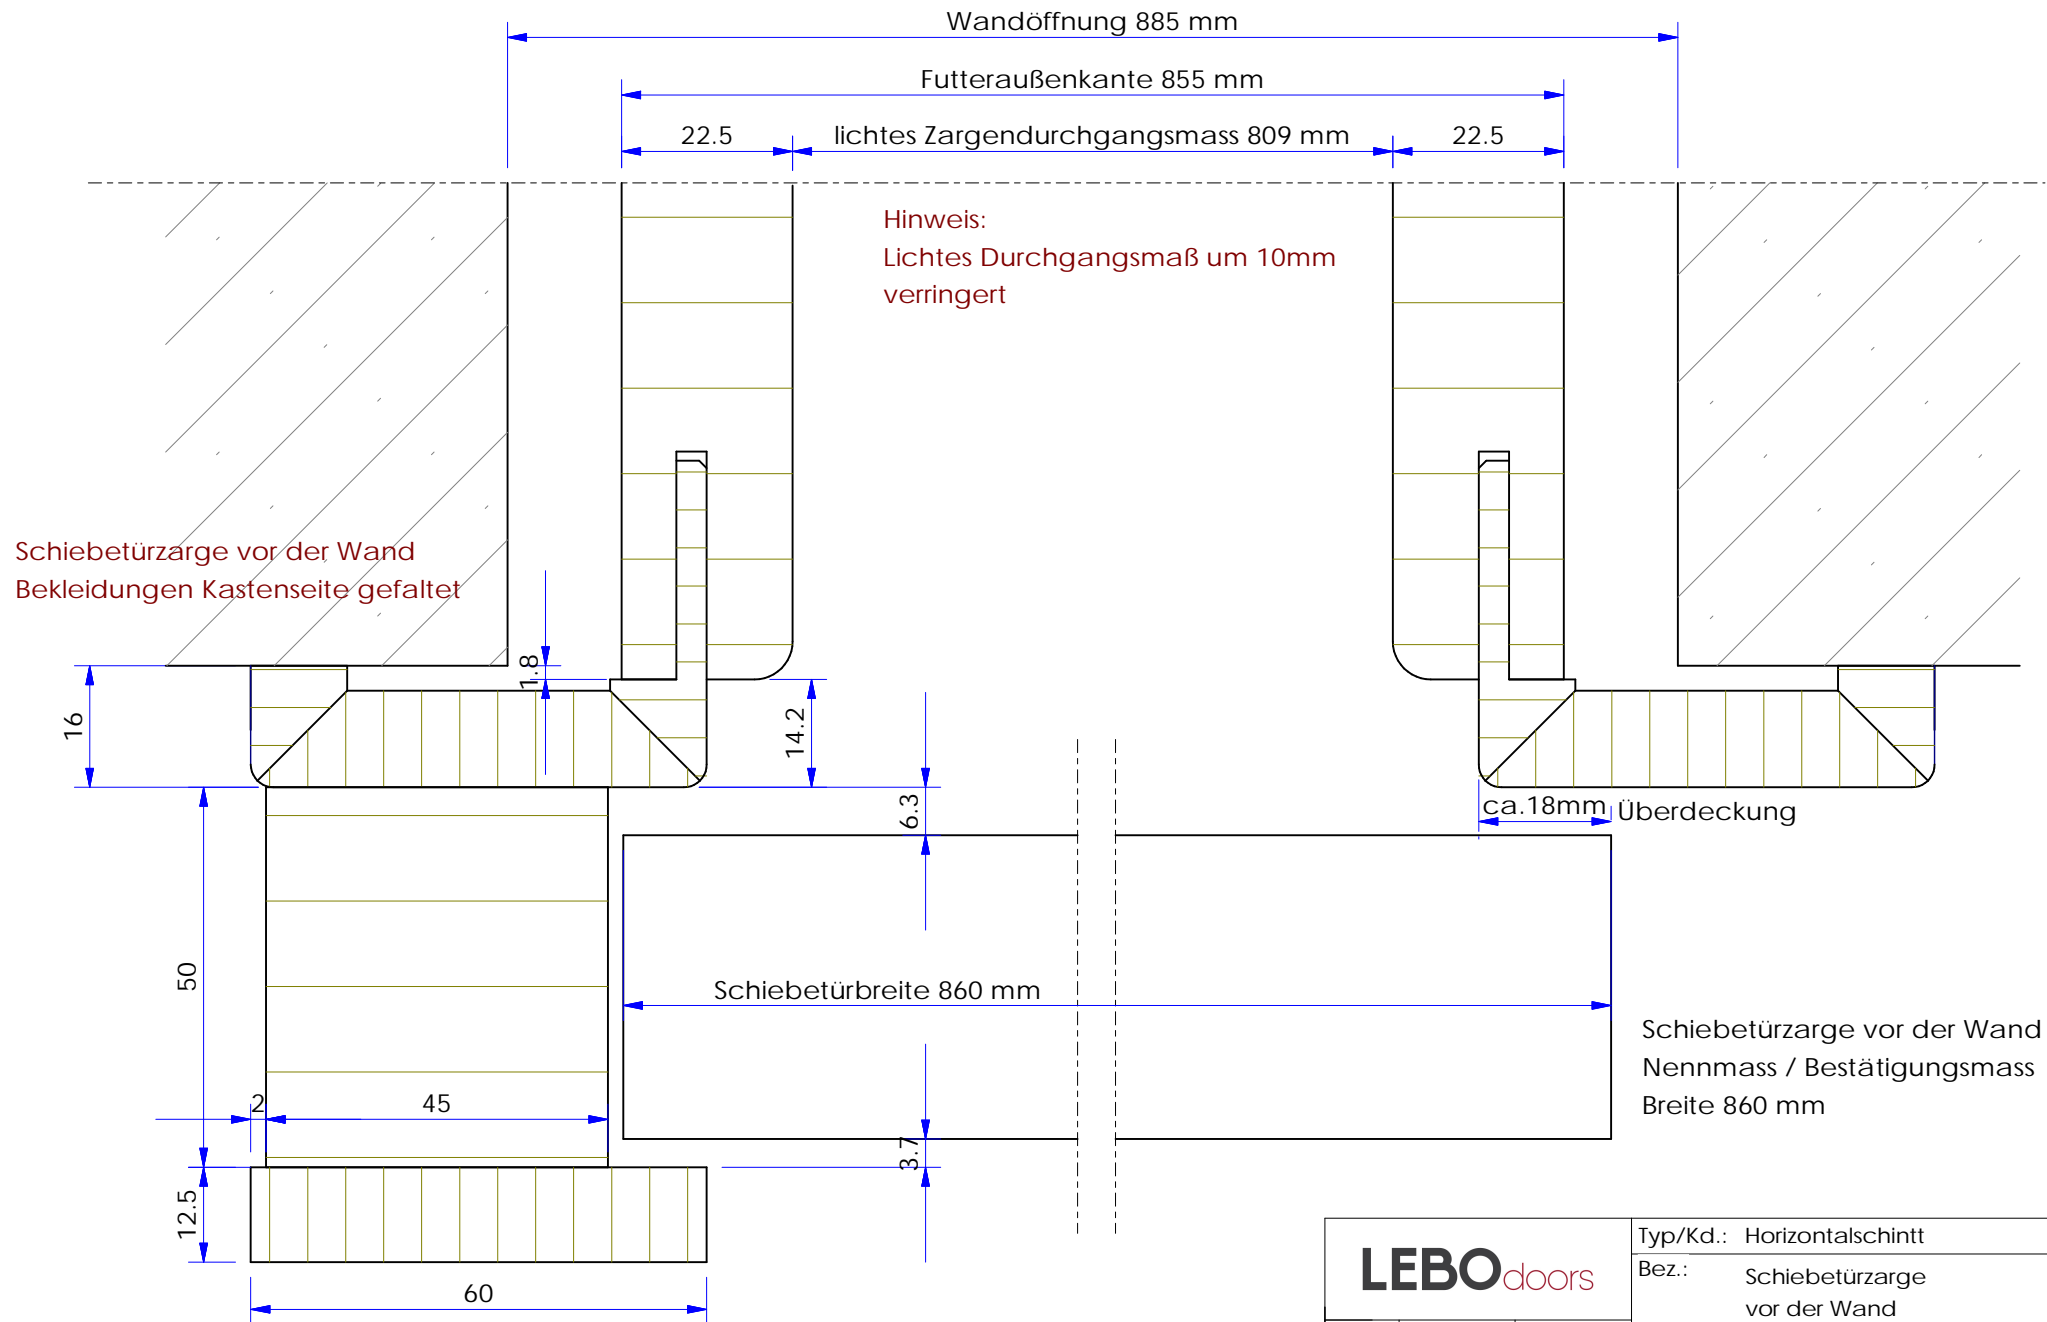 Wandöffnung 885 mm
Futteraußenkante 855 mm
22.5
lichtes Zargendurchgangsmass 809 mm
22.5
Hinweis:
Lichtes Durchgangsmaß um 10mm
verringert
Schiebetürzarge vor der Wand
Bekleidungen Kastenseite gefaltet
1.8
16
14.2
6.3
ca.18mm
Überdeckung
50
Schiebetürbreite 860 mm
Schiebetürzarge vor der Wand
Nennmass / Bestätigungsmass
Breite 860 mm
2
45
3.7
12.5
60
LEBOdoors
Typ/Kd.: Horizontalschintt
Bez.: Schiebetürzarge
vor der Wand